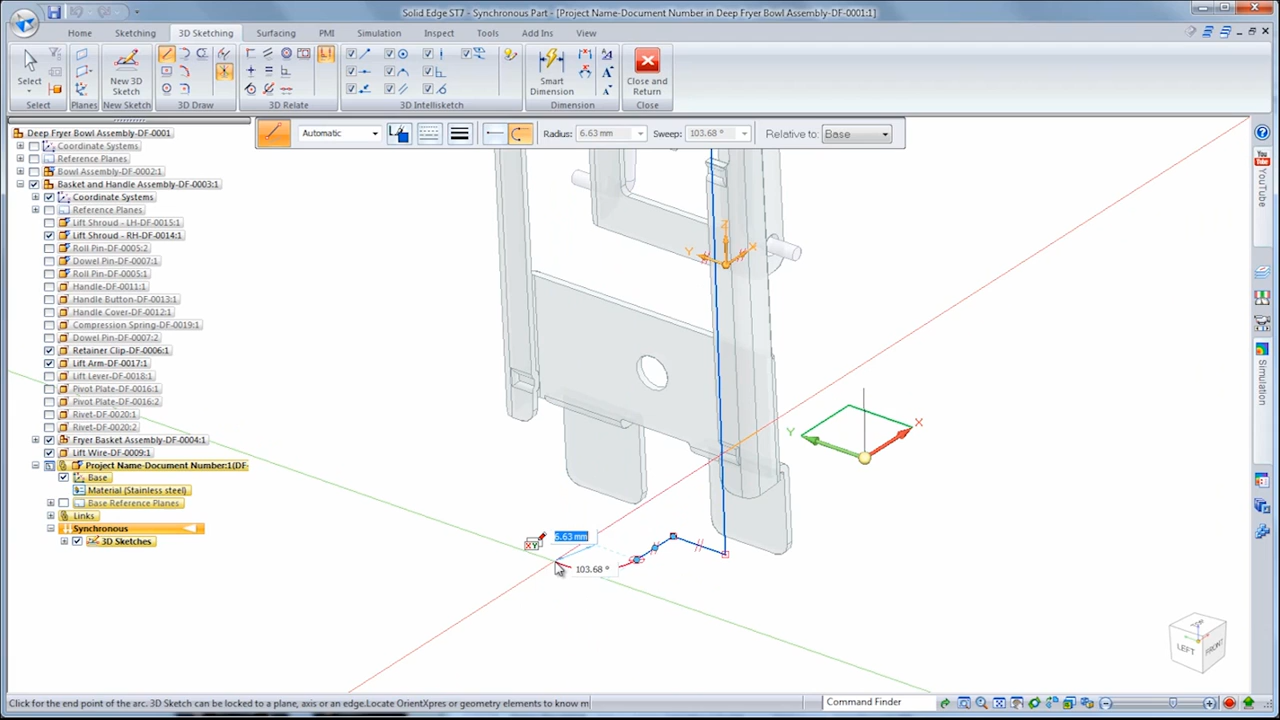 Solid Edge ST7 - Synchronous Part - [Project Name-Document Number in Deep Fryer Bowl Assembly-DF-0001:1]
Home Sketching 3D Sketching Surfacing PMI Simulation Inspect Tools Add Ins View
Select
New 3D Sketch
Smart Dimension
Close and Return
Select Planes New Sketch 3D Draw 3D Relate 3D Intellisketch Dimension Close
Automatic Radius: 6.63 mm Sweep: 103.68 ° Relative to: Base
Deep Fryer Bowl Assembly-DF-0001
Coordinate Systems
Reference Planes
Bowl Assembly-DF-0002:1
Basket and Handle Assembly-DF-0003:1
Coordinate Systems
Reference Planes
Lift Shroud - LH-DF-0015:1
Lift Shroud - RH-DF-0014:1
Roll Pin-DF-0005:2
Dowel Pin-DF-0007:1
Roll Pin-DF-0005:1
Handle-DF-0011:1
Handle Button-DF-0013:1
Handle Cover-DF-0012:1
Compression Spring-DF-0019:1
Dowel Pin-DF-0007:2
Retainer Clip-DF-0006:1
Lift Arm-DF-0017:1
Lift Lever-DF-0018:1
Pivot Plate-DF-0016:1
Pivot Plate-DF-0016:2
Rivet-DF-0020:1
Rivet-DF-0020:2
Fryer Basket Assembly-DF-0004:1
Lift Wire-DF-0009:1
Project Name-Document Number:1(DF-
Base
Material (Stainless steel)
Base Reference Planes
Links
Synchronous
3D Sketches
Z
Y X
Y X
XY 6.63 mm
103.68 °
TOP
LEFT FRONT
YouTube
Simulation
Click for the end point of the arc. 3D Sketch can be locked to a plane, axis or an edge.Locate OrientXpres or geometry elements to know m
Command Finder